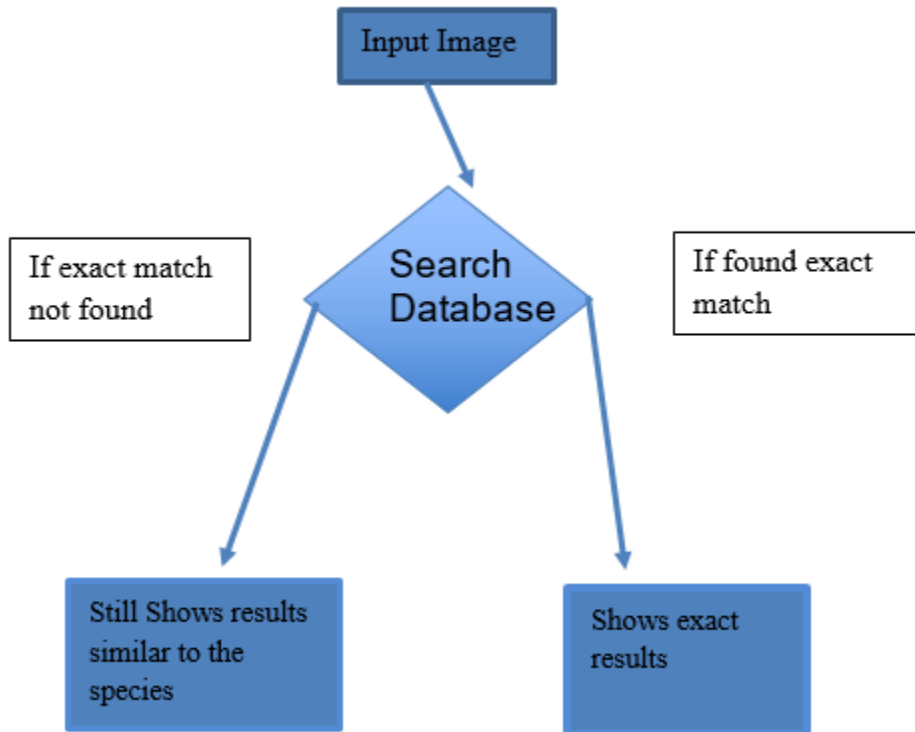 Input Image
Search
Database
If exact match
not found
If found exact
match
Still Shows results
similar to the
species
Shows exact
results